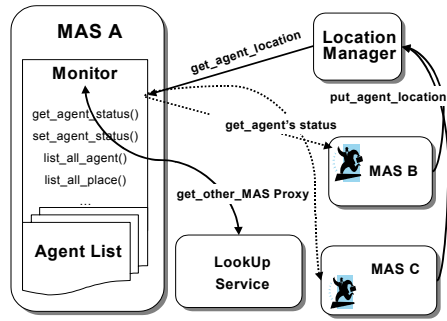 MAS A
Monitor
get_agent_status()
set_agent_status()
list_all_agent()
list_all_place()
...
Agent List
get_agent_location
Location
Manager
put_agent_location
get_agent's status
MAS B
get_other_MAS Proxy
LookUp
Service
MAS C